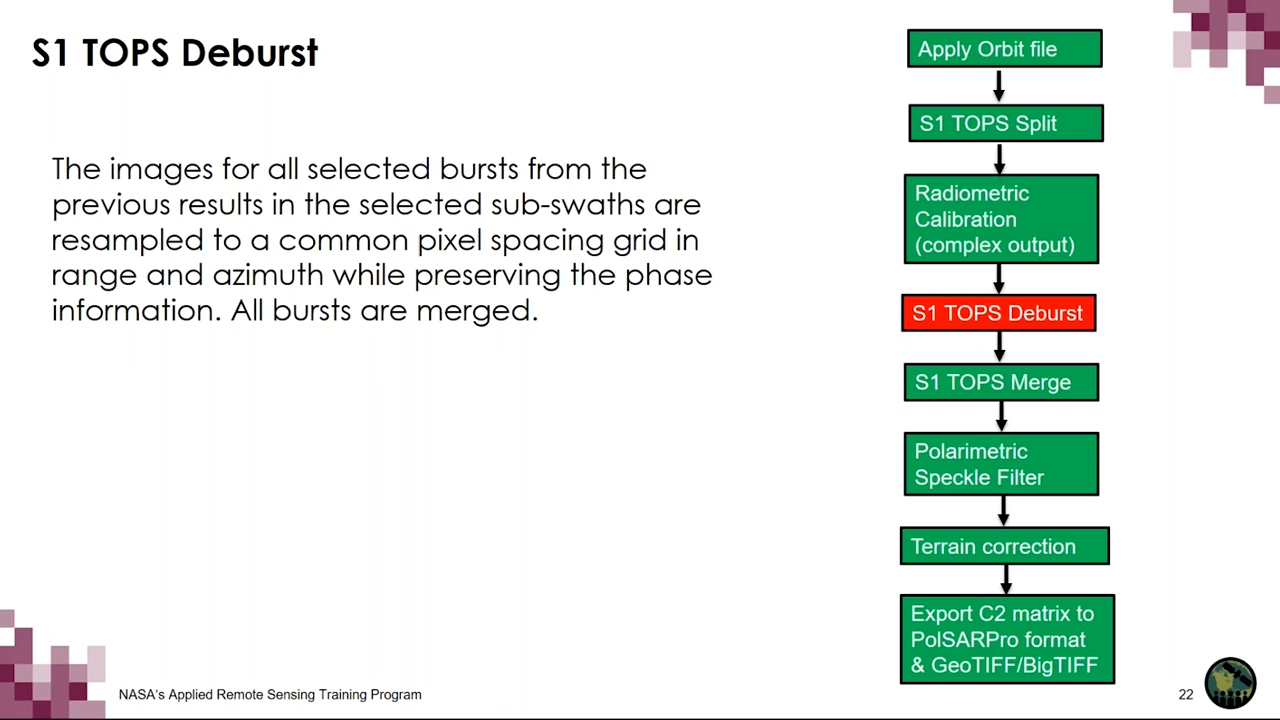 S1 TOPS Deburst
The images for all selected bursts from the
previous results in the selected sub-swaths are
resampled to a common pixel spacing grid in
range and azimuth while preserving the phase
information. All bursts are merged.
Apply Orbit file
S1 TOPS Split
Radiometric
Calibration
(complex output)
S1 TOPS Deburst
S1 TOPS Merge
Polarimetric
Speckle Filter
Terrain correction
Export C2 matrix to
PolSARPro format
& GeoTIFF/BigTIFF
NASA's Applied Remote Sensing Training Program
22